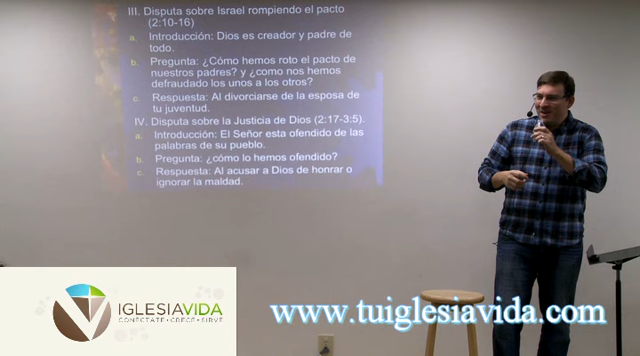 III. Disputa sobre Israel rompiendo el pacto
(2:10-16)
a. Introducción: Dios es creador y padre de
todo.
b. Pregunta: ¿Cómo hemos roto el pacto de
nuestros padres? y ¿como nos hemos
defraudado los unos a los otros?
c. Respuesta: Al divorciarse de la esposa de
tu juventud.
IV. Disputa sobre la Justicia de Dios (2:17-3:5).
a. Introducción: El Señor esta ofendido de las
palabras de su pueblo.
b. Pregunta: ¿cómo lo hemos ofendido?
c. Respuesta: Al acusar a Dios de honrar o
ignorar la maldad.
IGLESIAVIDA
CONÉCTATE • CRECE • SIRVE
www.tuiglesiavida.com